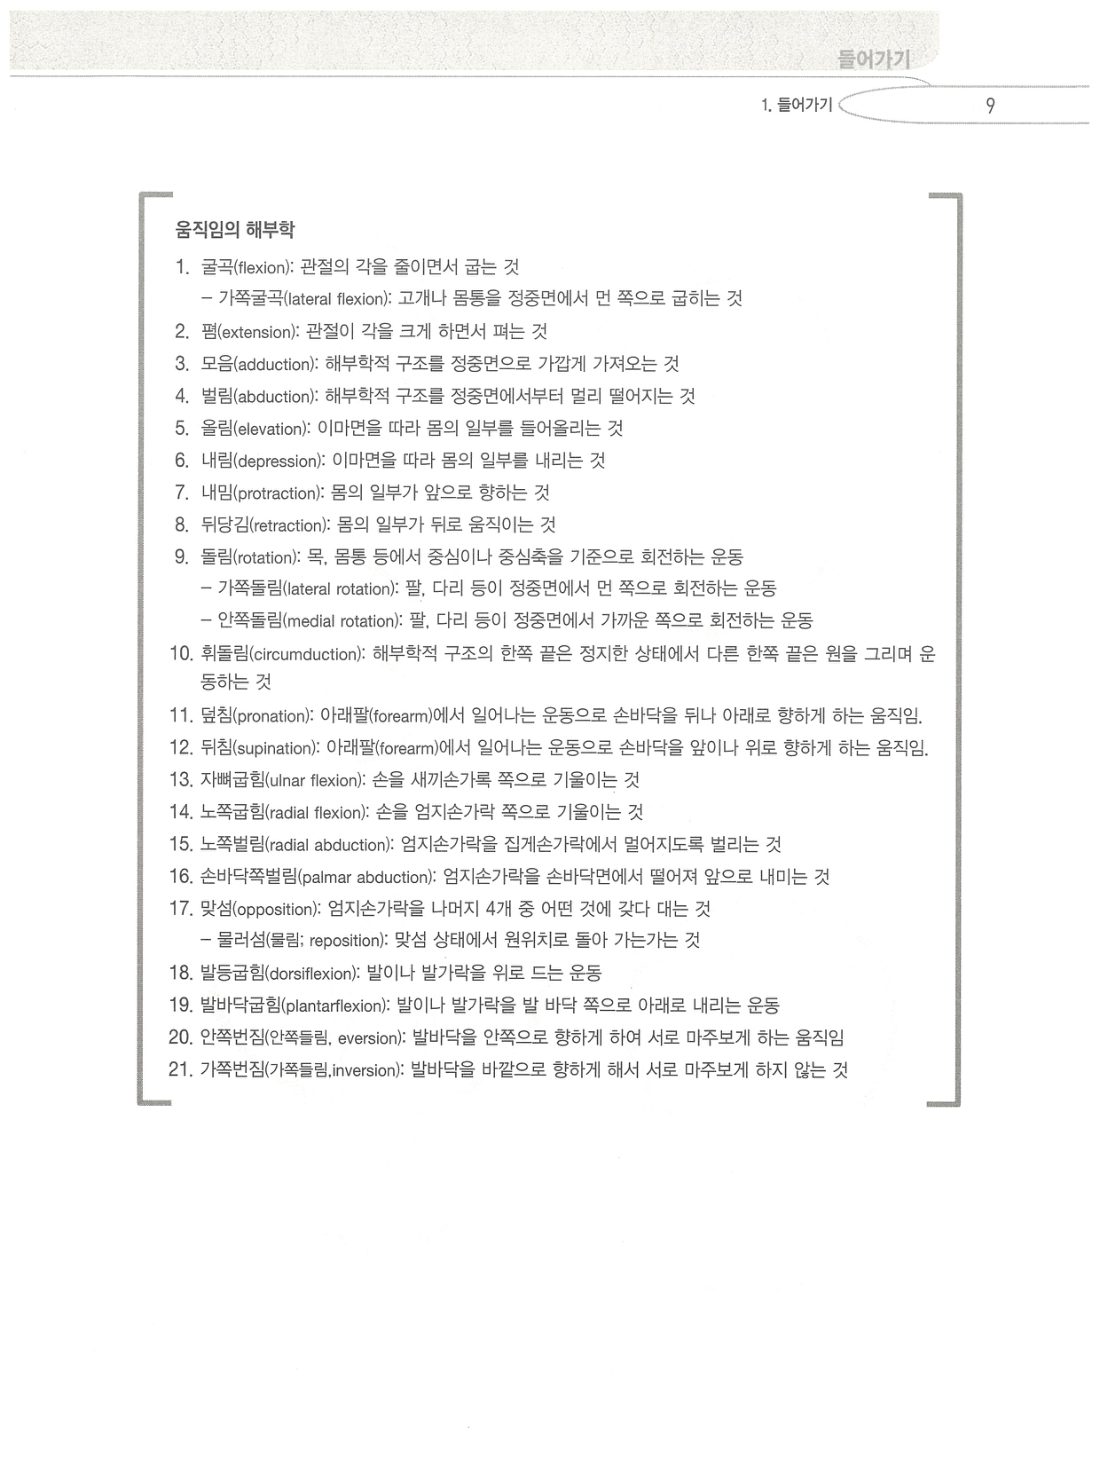 들어가기
1. 들어가기
9
움직임의 해부학
1. 굴곡(flexion): 관절의 각을 줄이면서 굽는 것
– 가쪽굴곡(lateral flexion): 고개나 몸통을 정중면에서 먼 쪽으로 굽히는 것
2. 폄(extension): 관절이 각을 크게 하면서 펴는 것
3. 모음(adduction): 해부학적 구조를 정중면으로 가깝게 가져오는 것
4. 벌림(abduction): 해부학적 구조를 정중면에서부터 멀리 떨어지는 것
5. 올림(elevation): 이마면을 따라 몸의 일부를 들어올리는 것
6. 내림(depression): 이마면을 따라 몸의 일부를 내리는 것
7. 내밈(protraction): 몸의 일부가 앞으로 향하는 것
8. 뒤당김(retraction): 몸의 일부가 뒤로 움직이는 것
9. 돌림(rotation): 목, 몸통 등에서 중심이나 중심축을 기준으로 회전하는 운동
– 가쪽돌림(lateral rotation): 팔, 다리 등이 정중면에서 먼 쪽으로 회전하는 운동
– 안쪽돌림(medial rotation): 팔, 다리 등이 정중면에서 가까운 쪽으로 회전하는 운동
10. 휘돌림(circumduction): 해부학적 구조의 한쪽 끝은 정지한 상태에서 다른 한쪽 끝은 원을 그리며 운
동하는 것
11. 덮침(pronation): 아래팔(forearm)에서 일어나는 운동으로 손바닥을 뒤나 아래로 향하게 하는 움직임.
12. 뒤침(supination): 아래팔(forearm)에서 일어나는 운동으로 손바닥을 앞이나 위로 향하게 하는 움직임.
13. 자뼈굽힘(ulnar flexion): 손을 새끼손가록 쪽으로 기울이는 것
14. 노쪽굽힘(radial flexion): 손을 엄지손가락 쪽으로 기울이는 것
15. 노쪽벌림(radial abduction): 엄지손가락을 집게손가락에서 멀어지도록 벌리는 것
16. 손바닥쪽벌림(palmar abduction): 엄지손가락을 손바닥면에서 떨어져 앞으로 내미는 것
17. 맞섬(opposition): 엄지손가락을 나머지 4개 중 어떤 것에 갖다 대는 것
– 물러섬(물림; reposition): 맞섬 상태에서 원위치로 돌아 가는가는 것
18. 발등굽힘(dorsiflexion): 발이나 발가락을 위로 드는 운동
19. 발바닥굽힘(plantarflexion): 발이나 발가락을 발 바닥 쪽으로 아래로 내리는 운동
20. 안쪽번짐(안쪽들림, eversion): 발바닥을 안쪽으로 향하게 하여 서로 마주보게 하는 움직임
21. 가쪽번짐(가쪽들림,inversion): 발바닥을 바깥으로 향하게 해서 서로 마주보게 하지 않는 것